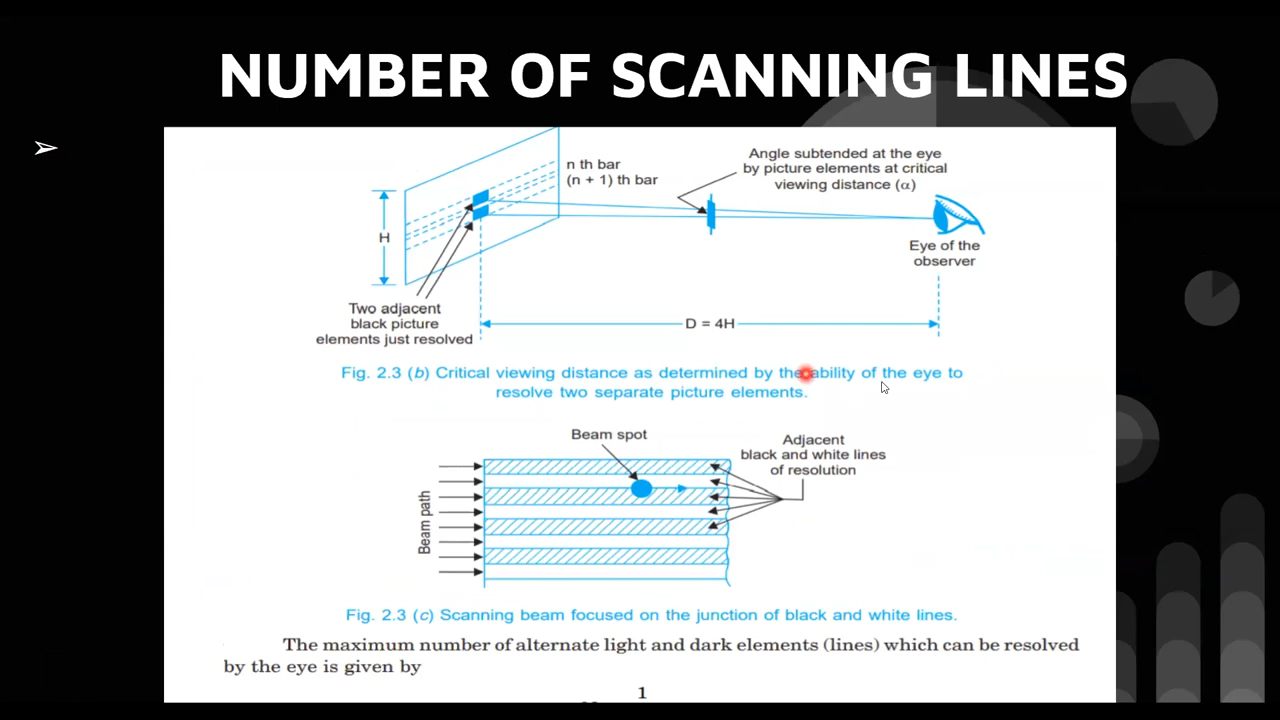 NUMBER OF SCANNING LINES
n th bar
(n + 1) th bar
Angle subtended at the eye
by picture elements at critical
viewing distance (α)
H
Eye of the
observer
Two adjacent
black picture
elements just resolved
D = 4H
Fig. 2.3 (b) Critical viewing distance as determined by the ability of the eye to
resolve two separate picture elements.
Beam spot
Adjacent
black and white lines
of resolution
Beam path
Fig. 2.3 (c) Scanning beam focused on the junction of black and white lines.
The maximum number of alternate light and dark elements (lines) which can be resolved
by the eye is given by
1